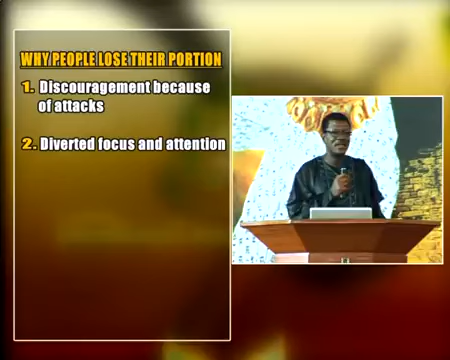 WHY PEOPLE LOSE THEIR PORTION
1. Discouragement because
of attacks
2. Diverted focus and attention